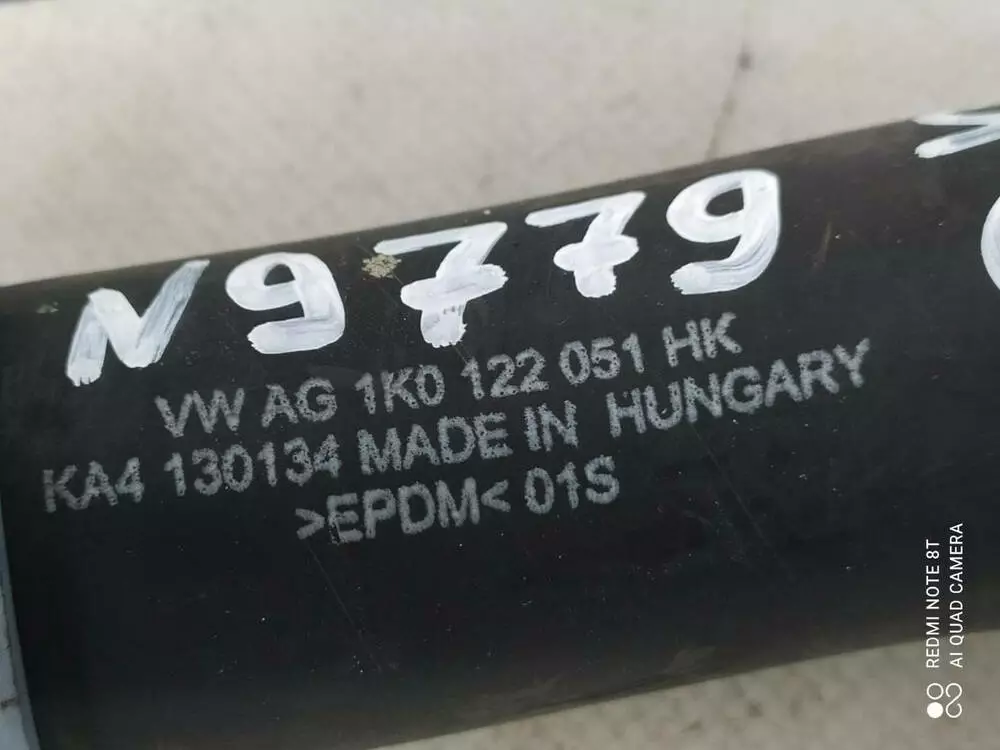 N9779
VW AG 1K0 122 051 HK
KA4 130134 MADE IN HUNGARY
>EPDM< 01S
REDMI NOTE 8T
AI QUAD CAMERA